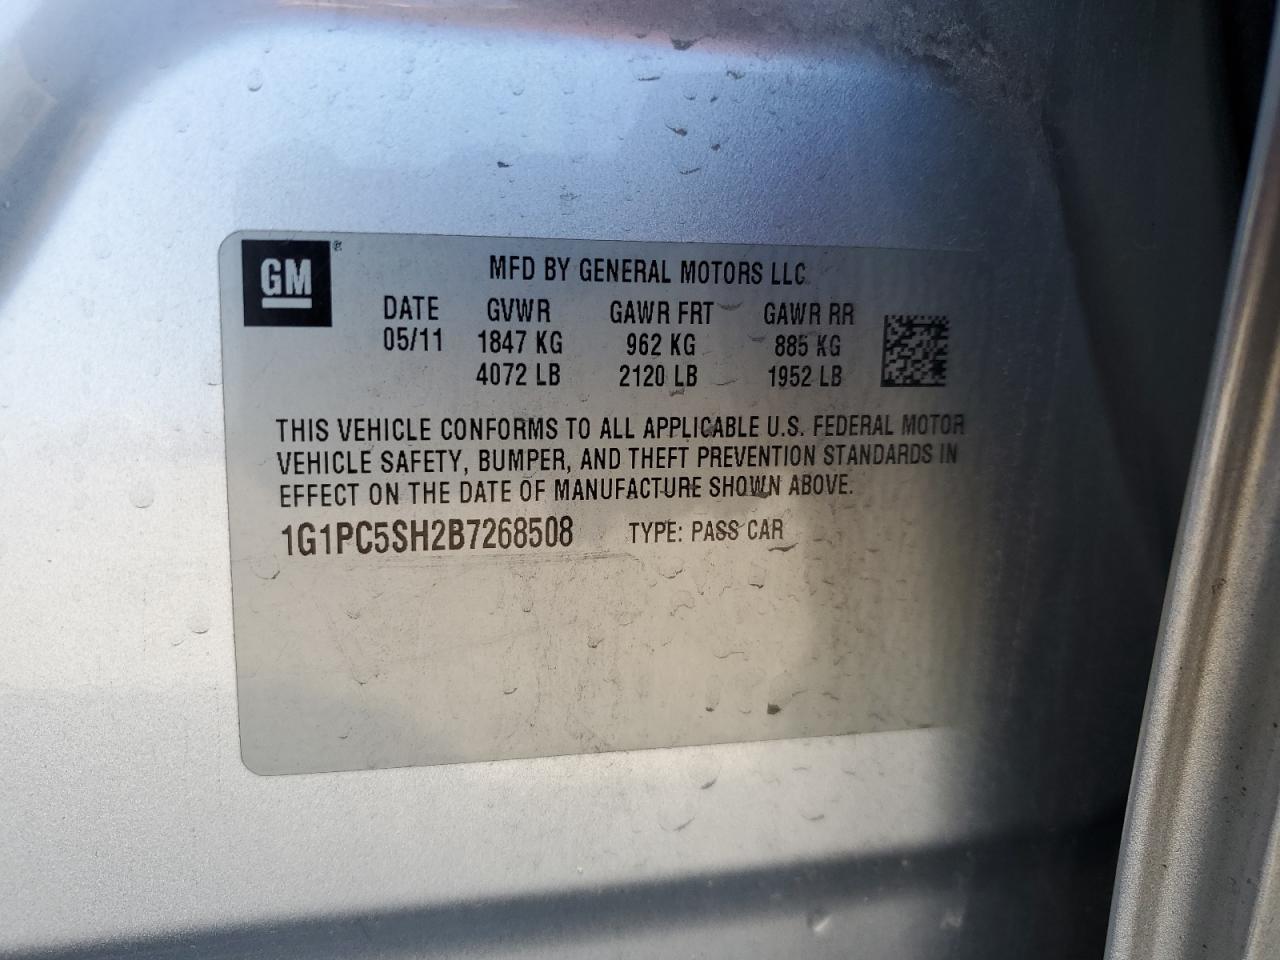 GM®
MFD BY GENERAL MOTORS LLC
DATE GVWR GAWR FRT GAWR RR
05/11 1847 KG 962 KG 885 KG
4072 LB 2120 LB 1952 LB
THIS VEHICLE CONFORMS TO ALL APPLICABLE U.S. FEDERAL MOTOR
VEHICLE SAFETY, BUMPER, AND THEFT PREVENTION STANDARDS IN
EFFECT ON THE DATE OF MANUFACTURE SHOWN ABOVE.
1G1PC5SH2B7268508 TYPE: PASS CAR